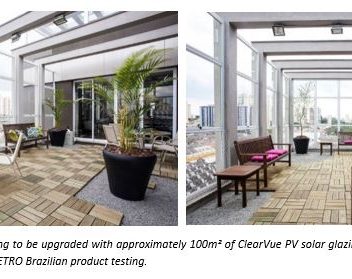 ng to be upgraded with approximately 100m² of ClearVue PV solar glazi
ETRO Brazilian product testing.